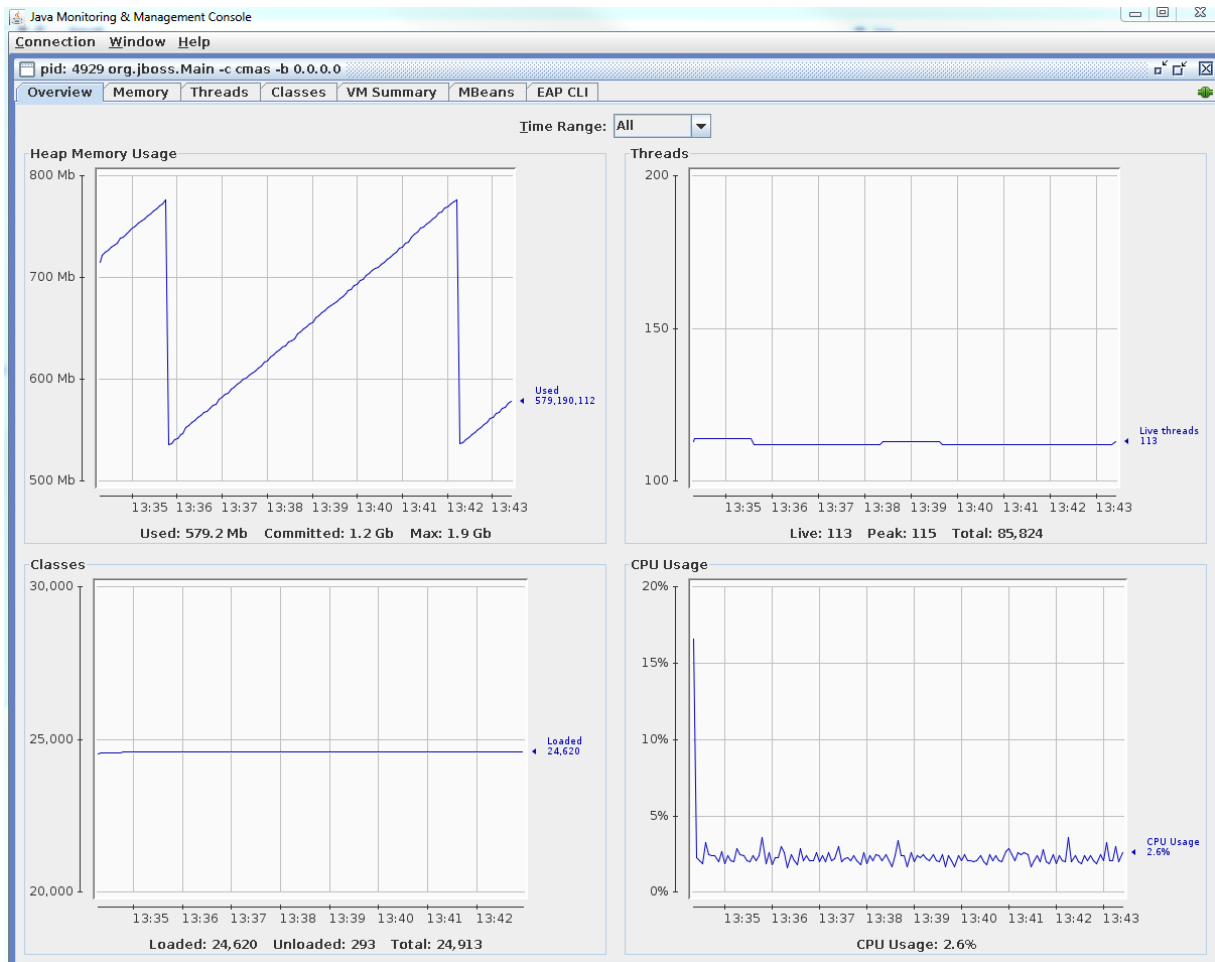 Java Monitoring & Management Console
Connection Window Help
pid: 4929 org.jboss.Main -c cmas -b 0.0.0.0
Overview Memory Threads Classes VM Summary MBeans EAP CLI
Time Range: All
Heap Memory Usage
800 Mb
700 Mb
600 Mb
500 Mb
Used
579,190,112
13:35 13:36 13:37 13:38 13:39 13:40 13:41 13:42 13:43
Used: 579.2 Mb Committed: 1.2 Gb Max: 1.9 Gb
Threads
200
150
100
Live threads
113
13:35 13:36 13:37 13:38 13:39 13:40 13:41 13:42 13:43
Live: 113 Peak: 115 Total: 85,824
Classes
30,000
25,000
20,000
Loaded
24,620
13:35 13:36 13:37 13:38 13:39 13:40 13:41 13:42
Loaded: 24,620 Unloaded: 293 Total: 24,913
CPU Usage
20%
15%
10%
5%
0%
CPU Usage
2.6%
13:35 13:36 13:37 13:38 13:39 13:40 13:41 13:42 13:43
CPU Usage: 2.6%